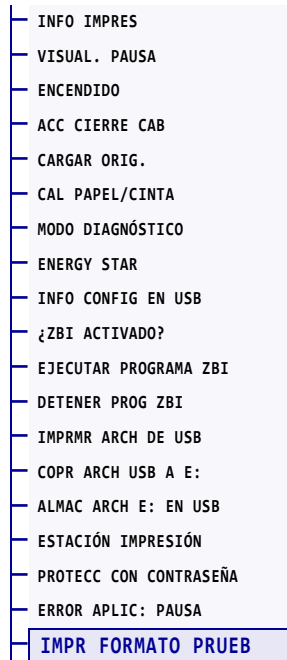 INFO IMPRES
VISUAL. PAUSA
ENCENDIDO
ACC CIERRE CAB
CARGAR ORIG.
CAL PAPEL/CINTA
MODO DIAGNÓSTICO
ENERGY STAR
INFO CONFIG EN USB
¿ZBI ACTIVADO?
EJECUTAR PROGRAMA ZBI
DETENER PROG ZBI
IMPRMR ARCH DE USB
COPR ARCH USB A E:
ALMAC ARCH E: EN USB
ESTACIÓN IMPRESIÓN
PROTECC CON CONTRASEÑA
ERROR APLIC: PAUSA
IMPR FORMATO PRUEB